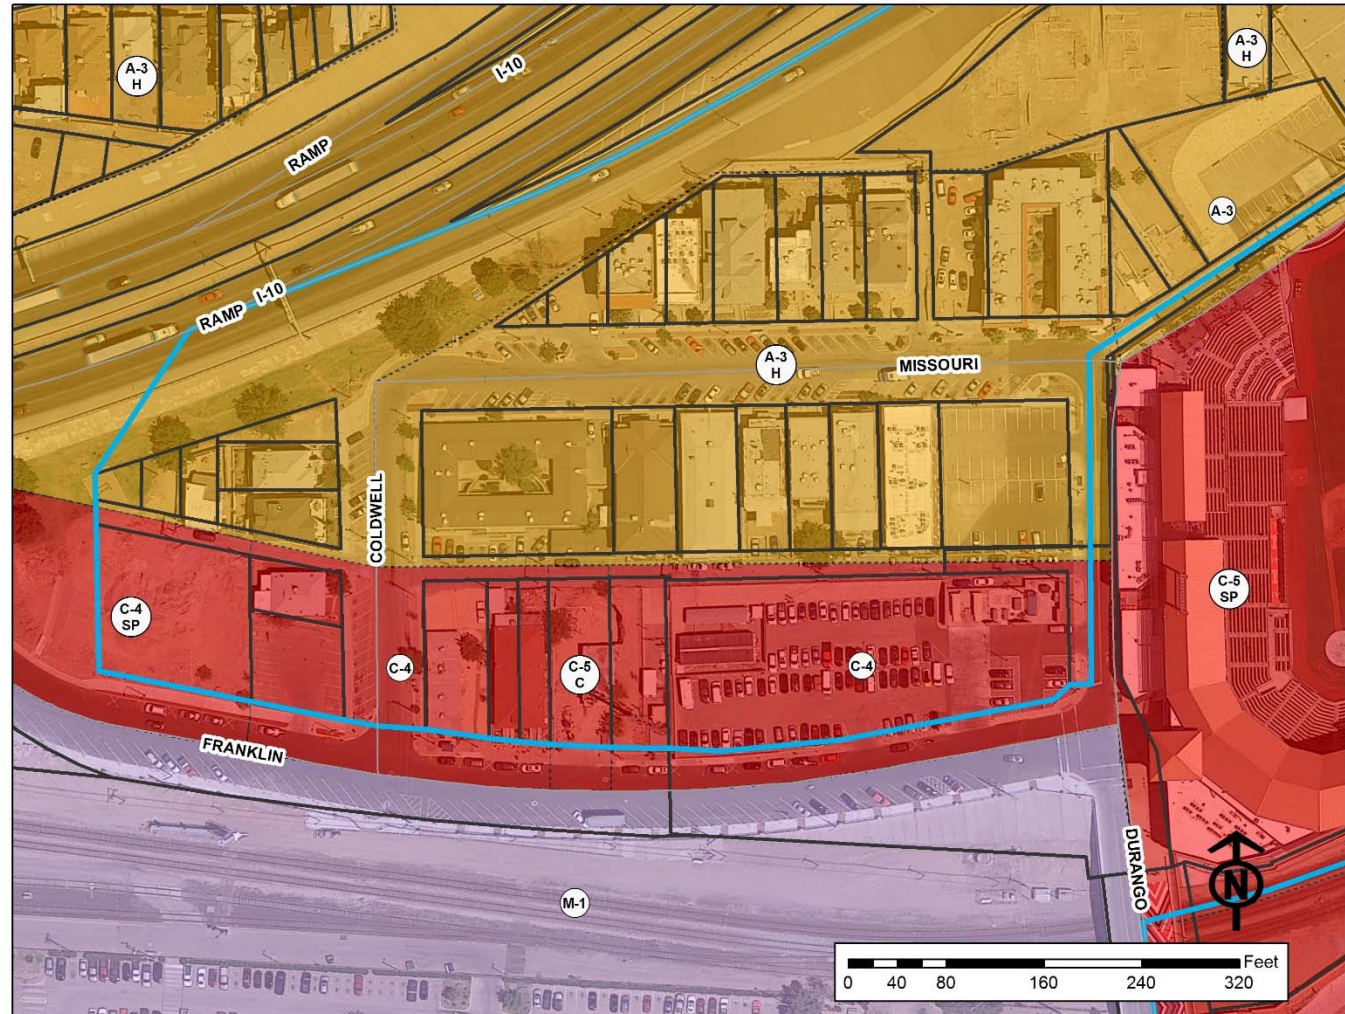 A-3
H
I-10
A-3
H
RAMP
A-3
I-10
RAMP
A-3
H
MISSOURI
COLDWELL
C-4
SP
C-5
SP
C-4
C-5
C
C-4
FRANKLIN
DURANGO
N
M-1
Feet
0 40 80 160 240 320